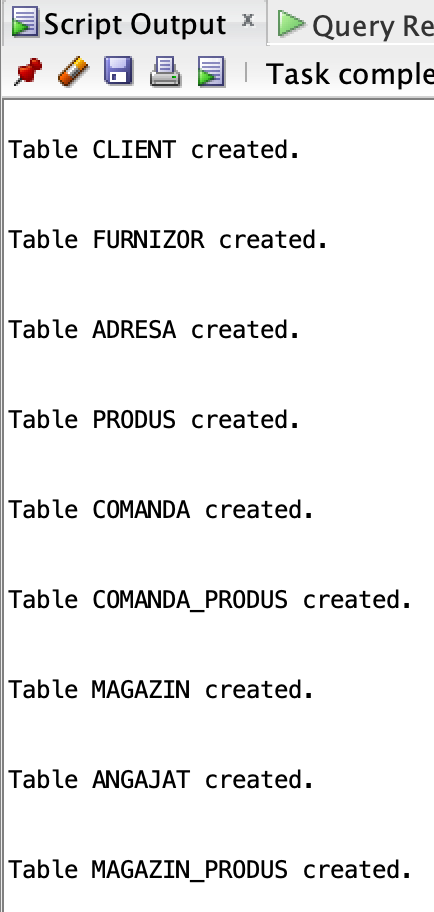 Script Output x
Query Re
Task comple
Table CLIENT created.
Table FURNIZOR created.
Table ADRESA created.
Table PRODUS created.
Table COMANDA created.
Table COMANDA_PRODUS created.
Table MAGAZIN created.
Table ANGAJAT created.
Table MAGAZIN_PRODUS created.